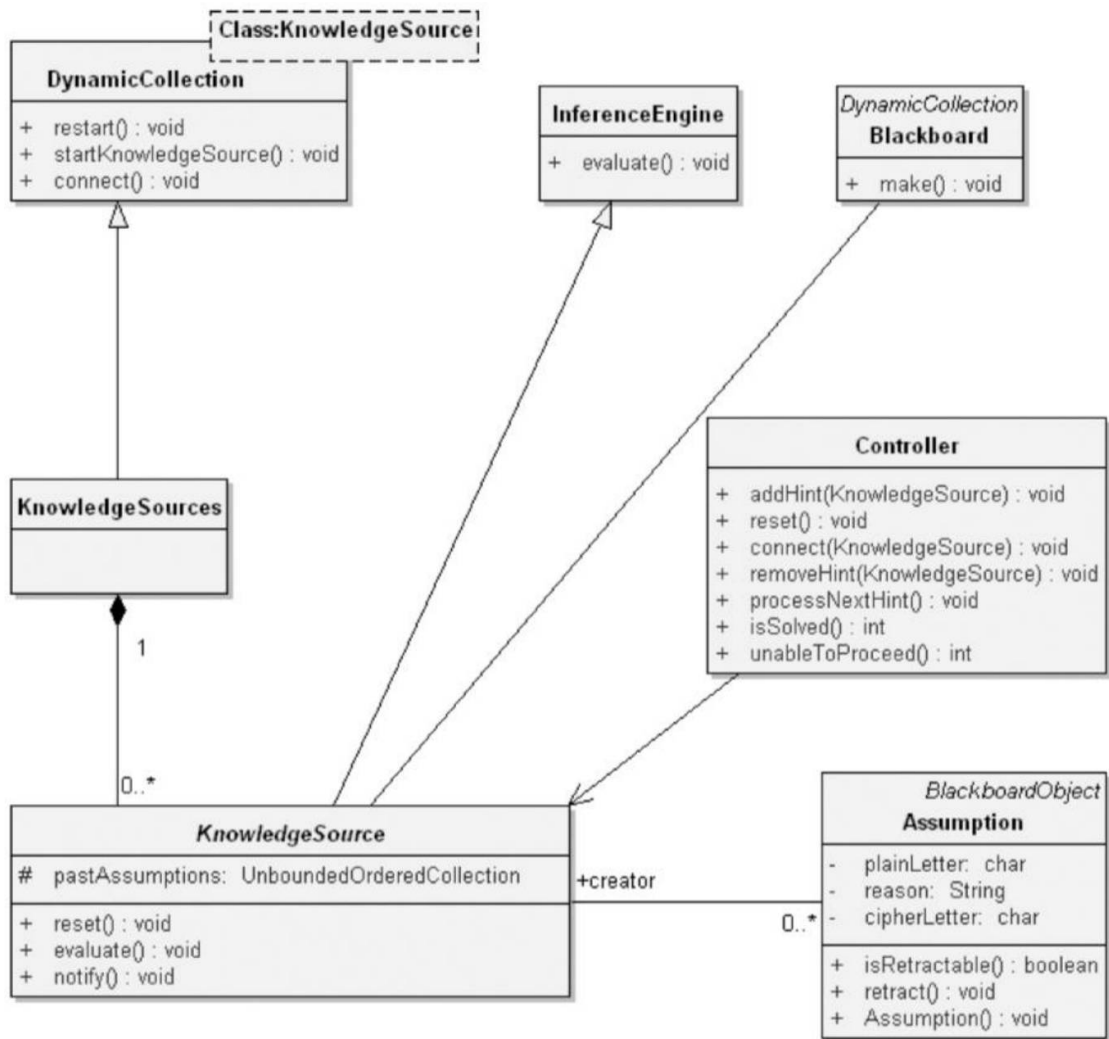 Class:KnowledgeSource
DynamicCollection
+ restart() : void
+ startKnowledgeSource() : void
+ connect() : void
InferenceEngine
+ evaluate() : void
DynamicCollection
Blackboard
+ make() : void
Controller
+ addHint(KnowledgeSource) : void
+ reset() : void
+ connect(KnowledgeSource) : void
+ removeHint(KnowledgeSource) : void
+ processNextHint() : void
+ isSolved() : int
+ unableToProceed() : int
KnowledgeSources
1
0..*
KnowledgeSource
# pastAssumptions: UnboundedOrderedCollection
+ reset() : void
+ evaluate() : void
+ notify() : void
+creator
0..*
BlackboardObject
Assumption
- plainLetter: char
- reason: String
- cipherLetter: char
+ isRetractable() : boolean
+ retract() : void
+ Assumption() : void